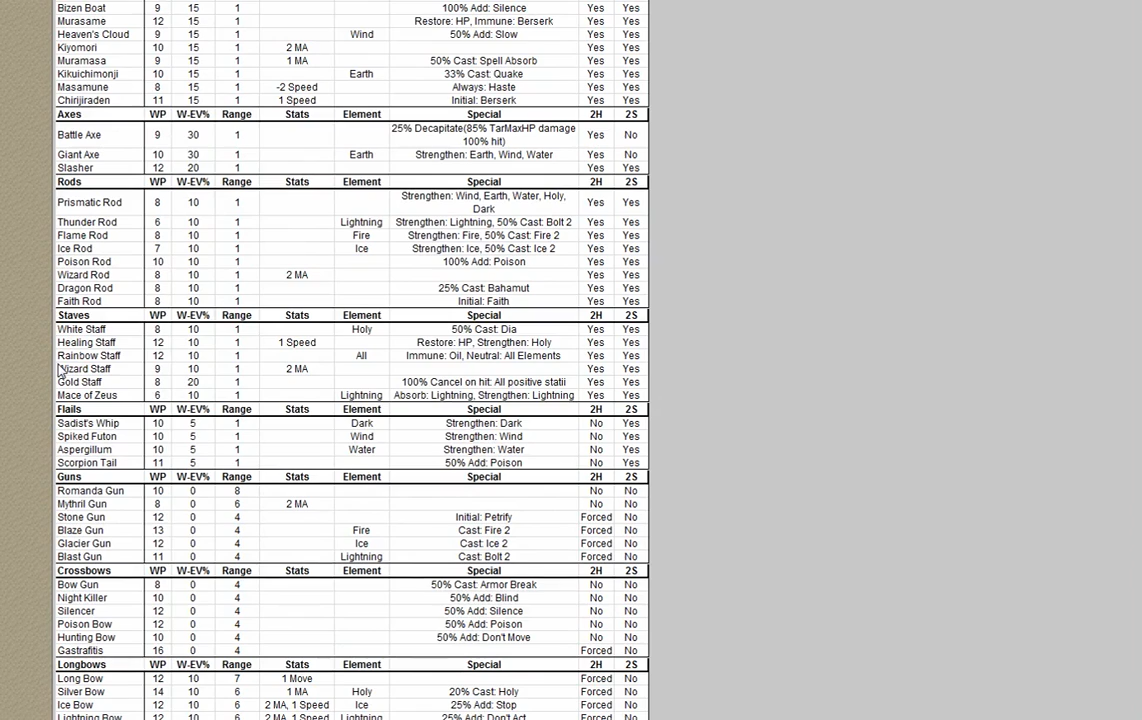 Bizen Boat 9 15 1 100% Add: Silence Yes Yes
Murasame 12 15 1 Restore: HP, Immune: Berserk Yes Yes
Heaven's Cloud 9 15 1 Wind 50% Add: Slow Yes Yes
Kiyomori 10 15 1 2 MA Yes Yes
Muramasa 9 15 1 1 MA 50% Cast: Spell Absorb Yes Yes
Kikuichimonji 10 15 1 Earth 33% Cast: Quake Yes Yes
Masamune 8 15 1 -2 Speed Always: Haste Yes Yes
Chirijiraden 11 15 1 1 Speed Initial: Berserk Yes Yes
Axes WP W-EV% Range Stats Element Special 2H 2S
Battle Axe 9 30 1 25% Decapitate(85% TarMaxHP damage 100% hit) Yes No
Giant Axe 10 30 1 Earth Strengthen: Earth, Wind, Water Yes No
Slasher 12 20 1 Yes Yes
Rods WP W-EV% Range Stats Element Special 2H 2S
Prismatic Rod 8 10 1 Strengthen: Wind, Earth, Water, Holy, Dark Yes Yes
Thunder Rod 6 10 1 Lightning Strengthen: Lightning, 50% Cast: Bolt 2 Yes Yes
Flame Rod 8 10 1 Fire Strengthen: Fire, 50% Cast: Fire 2 Yes Yes
Ice Rod 7 10 1 Ice Strengthen: Ice, 50% Cast: Ice 2 Yes Yes
Poison Rod 10 10 1 100% Add: Poison Yes Yes
Wizard Rod 8 10 1 2 MA Yes Yes
Dragon Rod 8 10 1 25% Cast: Bahamut Yes Yes
Faith Rod 8 10 1 Initial: Faith Yes Yes
Staves WP W-EV% Range Stats Element Special 2H 2S
White Staff 8 10 1 Holy 50% Cast: Dia Yes Yes
Healing Staff 12 10 1 1 Speed Restore: HP, Strengthen: Holy Yes Yes
Rainbow Staff 12 10 1 All Immune: Oil, Neutral: All Elements Yes Yes
Wizard Staff 9 10 1 2 MA Yes Yes
Gold Staff 8 20 1 100% Cancel on hit: All positive statii Yes Yes
Mace of Zeus 6 10 1 Lightning Absorb: Lightning, Strengthen: Lightning Yes Yes
Flails WP W-EV% Range Stats Element Special 2H 2S
Sadist's Whip 10 5 1 Dark Strengthen: Dark No Yes
Spiked Futon 10 5 1 Wind Strengthen: Wind No Yes
Aspergillum 10 5 1 Water Strengthen: Water No Yes
Scorpion Tail 11 5 1 50% Add: Poison No Yes
Guns WP W-EV% Range Stats Element Special 2H 2S
Romanda Gun 10 0 8 No No
Mythril Gun 8 0 6 2 MA No No
Stone Gun 12 0 4 Initial: Petrify Forced No
Blaze Gun 13 0 4 Fire Cast: Fire 2 Forced No
Glacier Gun 12 0 4 Ice Cast: Ice 2 Forced No
Blast Gun 11 0 4 Lightning Cast: Bolt 2 Forced No
Crossbows WP W-EV% Range Stats Element Special 2H 2S
Bow Gun 8 0 4 50% Cast: Armor Break No No
Night Killer 10 0 4 50% Add: Blind No No
Silencer 12 0 4 50% Add: Silence No No
Poison Bow 12 0 4 50% Add: Poison No No
Hunting Bow 10 0 4 50% Add: Don't Move No No
Gastrafitis 16 0 4 Forced No
Longbows WP W-EV% Range Stats Element Special 2H 2S
Long Bow 12 10 7 1 Move Forced No
Silver Bow 14 10 6 1 MA Holy 20% Cast: Holy Forced No
Ice Bow 12 10 6 2 MA, 1 Speed Ice 25% Add: Stop Forced No
Lightning Bow 12 10 6 2 MA, 1 Speed Lightning 25% Add: Don't Act Forced No